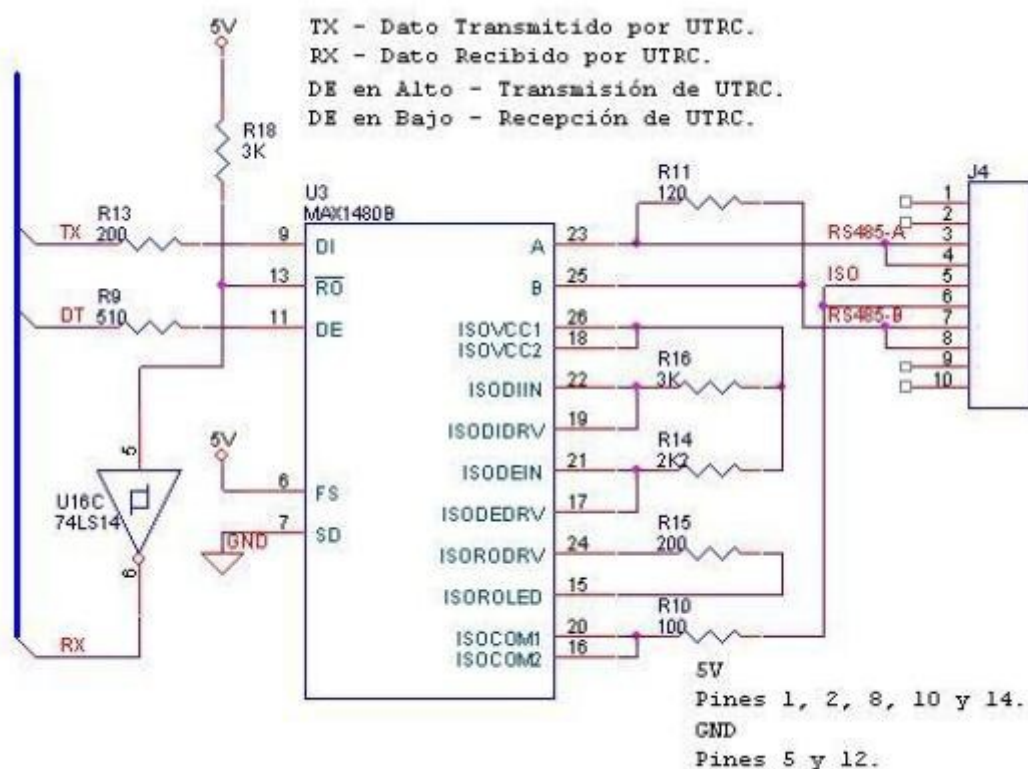 5V
TX - Dato Transmitido por UTRC.
RX - Dato Recibido por UTRC.
DE en Alto - Transmisión de UTRC.
DE en Bajo - Recepción de UTRC.
R18
3K
U3
MAX1480B
R11
120
J4
R13
200
TX
9
DI
A
23
RS485-A
1
2
3
4
13
RO
B
25
ISO
5
6
R9
510
DT
11
DE
ISOVCC1
26
ISOVCC2
18
RS485-B
7
8
9
10
R16
3K
ISODIIN
22
ISODIDRV
19
R14
2K2
5V
5
ISODEIN
21
6
FS
ISODEDRV
17
U16C
74LS14
R15
200
7
SD
GND
ISORODRV
24
6
ISOROLED
15
R10
100
RX
ISOCOM1
20
ISOCOM2
16
5V
Pines 1, 2, 8, 10 y 14.
GND
Pines 5 y 12.